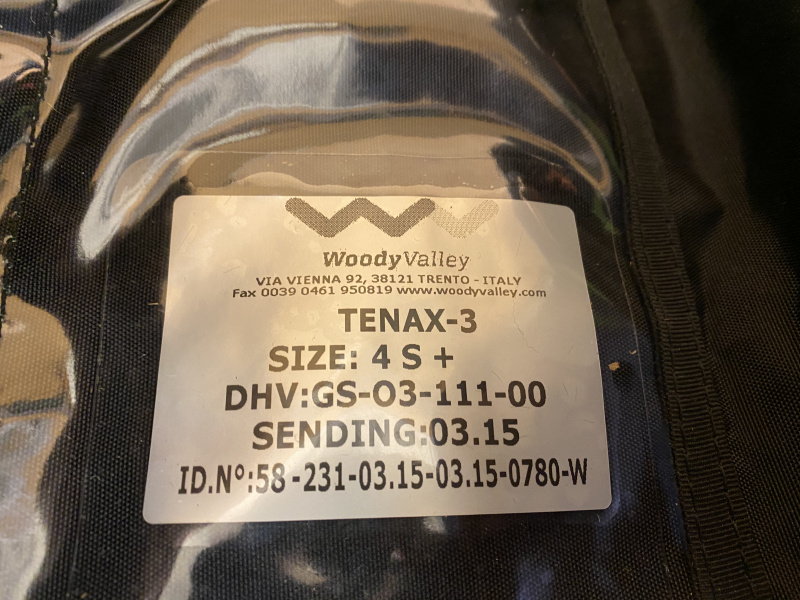 WoodyValley
VIA VIENNA 92, 38121 TRENTO - ITALY
Fax 0039 0461 950819 www.woodyvalley.com
TENAX-3
SIZE: 4 S +
DHV:GS-O3-111-00
SENDING:03.15
ID.N°:58 -231-03.15-03.15-0780-W